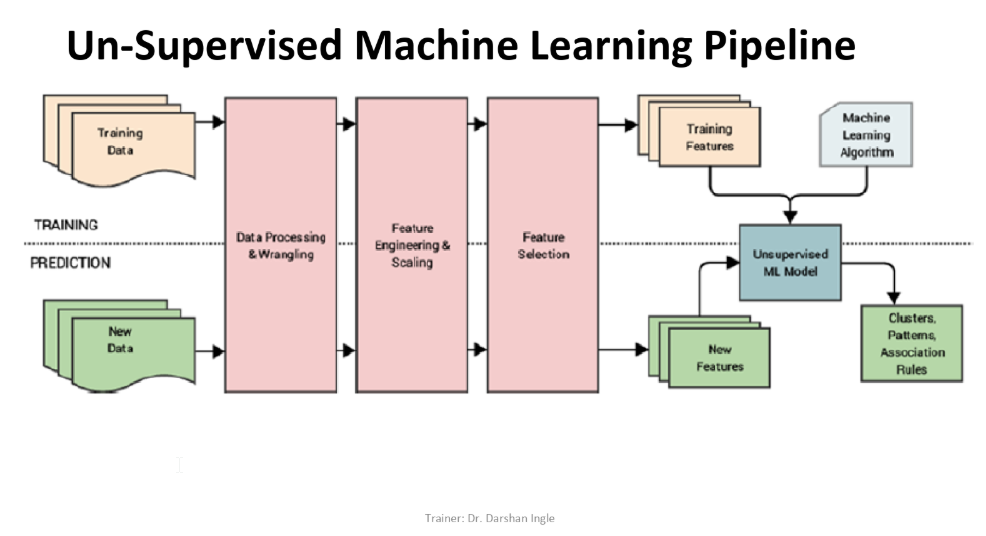 Un-Supervised Machine Learning Pipeline
Training
Data
TRAINING
PREDICTION
New
Data
Data Processing
& Wrangling
Feature
Engineering &
Scaling
Feature
Selection
Training
Features
Machine
Learning
Algorithm
Unsupervised
ML Model
New
Features
Clusters,
Patterns,
Association
Rules
Trainer: Dr. Darshan Ingle